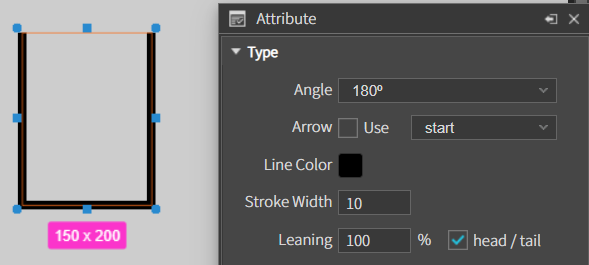 Attribute
Type
Angle 180º
Arrow Use start
Line Color
Stroke Width 10
Leaning 100 % head / tail
150 x 200